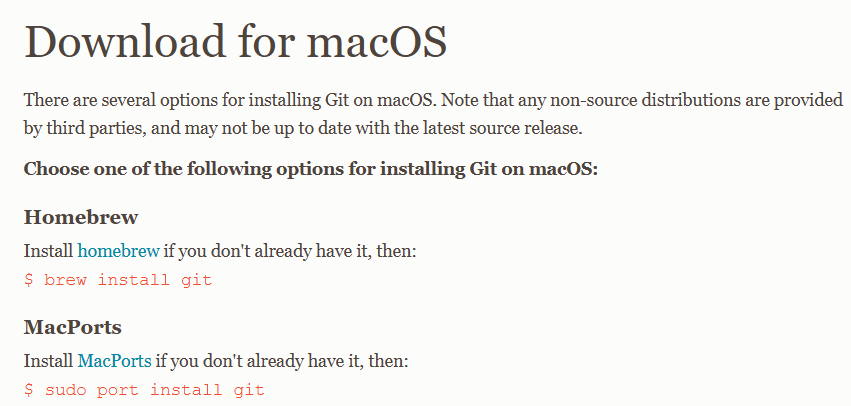 Download for macOS
There are several options for installing Git on macOS. Note that any non-source distributions are provided
by third parties, and may not be up to date with the latest source release.
Choose one of the following options for installing Git on macOS:
Homebrew
Install homebrew if you don't already have it, then:
$ brew install git
MacPorts
Install MacPorts if you don't already have it, then:
$ sudo port install git